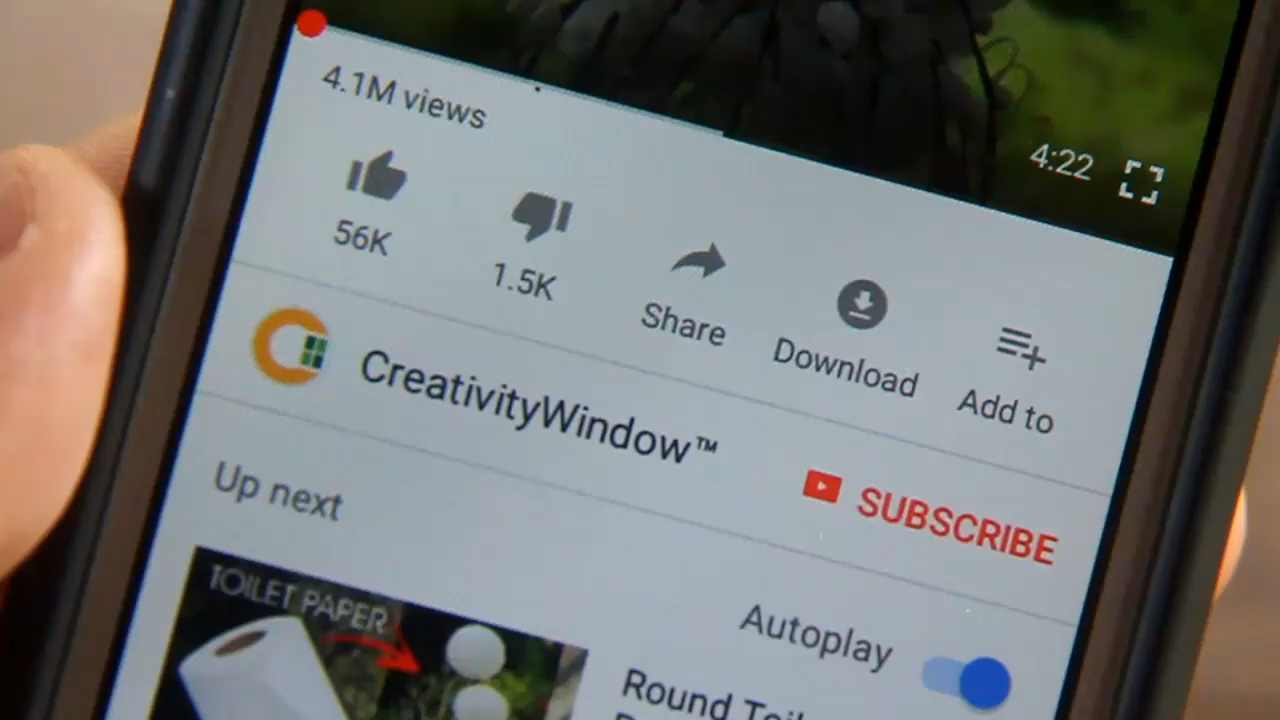 4:22
4.1M views
56K
1.5K
Share
Download
Add to
CreativityWindow™
SUBSCRIBE
Up next
Autoplay
TOILET PAPER
Round